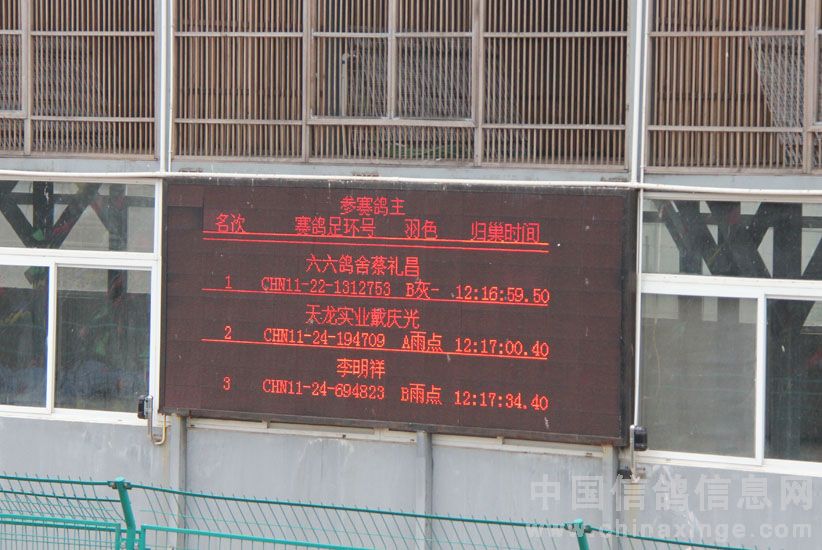 参赛鸽主
名次 赛鸽足环号 羽色 归巢时间
六六鸽舍蔡礼昌
1 CHN11-22-1312753 B灰- .12:16:59.50
天龙实业戴庆光
2 CHN11-24-194709 A雨点 12:17:00.40
李明祥
3 CHN11-24-694823 B雨点 12:17:34.40
中国信鸽信息网
www.chinaxinge.com